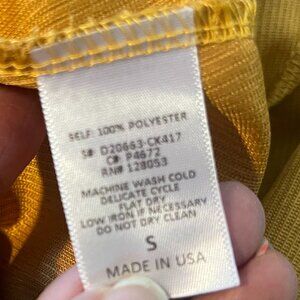 SELF: 100% POLYESTER
S# D20663-CK417
C# P4672
RN# 128053
MACHINE WASH COLD
DELICATE CYCLE
FLAT DRY
LOW IRON IF NECESSARY
DO NOT DRY CLEAN
S
MADE IN USA